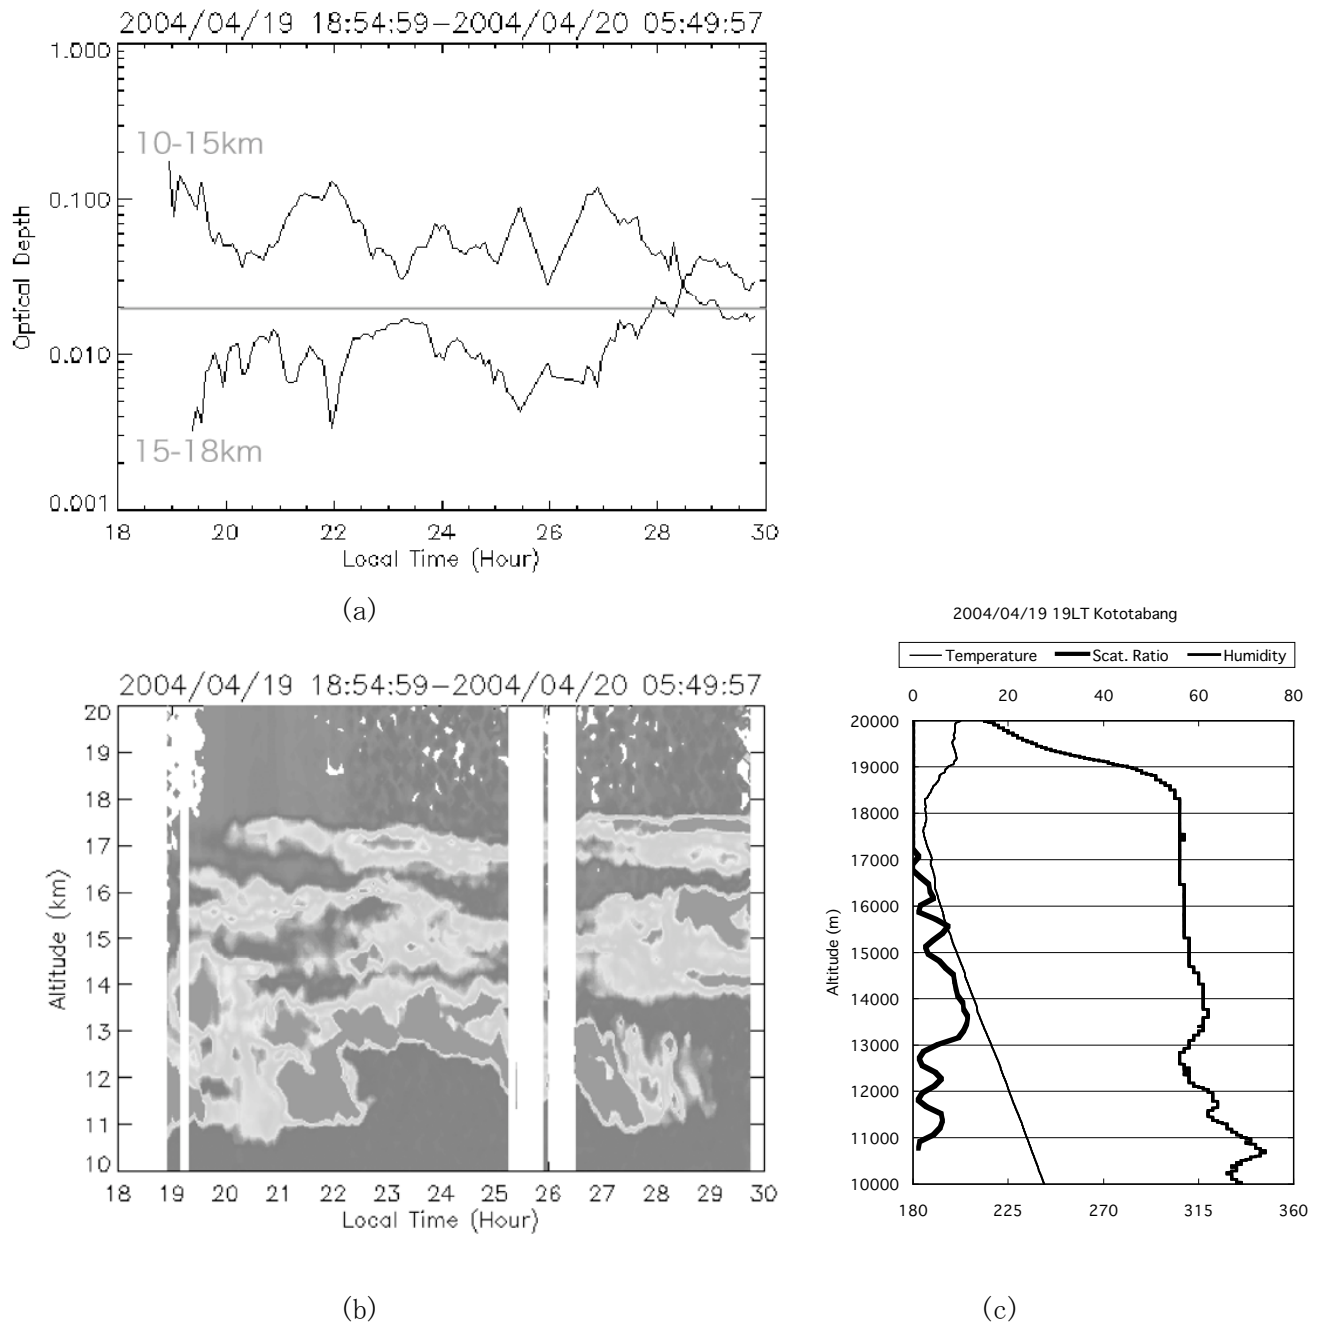 2004/04/19 18:54:59-2004/04/20 05:49:57
1.000
10-15km
0.100
Optical Depth
0.010
15-18km
0.001
18 20 22 24 26 28 30
Local Time (Hour)
(a)
2004/04/19 18:54:59-2004/04/20 05:49:57
20
19
18
17
16
15
14
13
12
11
10
Altitude (km)
18 19 20 21 22 23 24 25 26 27 28 29 30
Local Time (Hour)
(b)
2004/04/19 19LT Kototabang
Temperature Scat. Ratio Humidity
0 20 40 60 80
20000
19000
18000
17000
16000
15000
14000
13000
12000
11000
10000
Altitude (m)
180 225 270 315 360
(c)